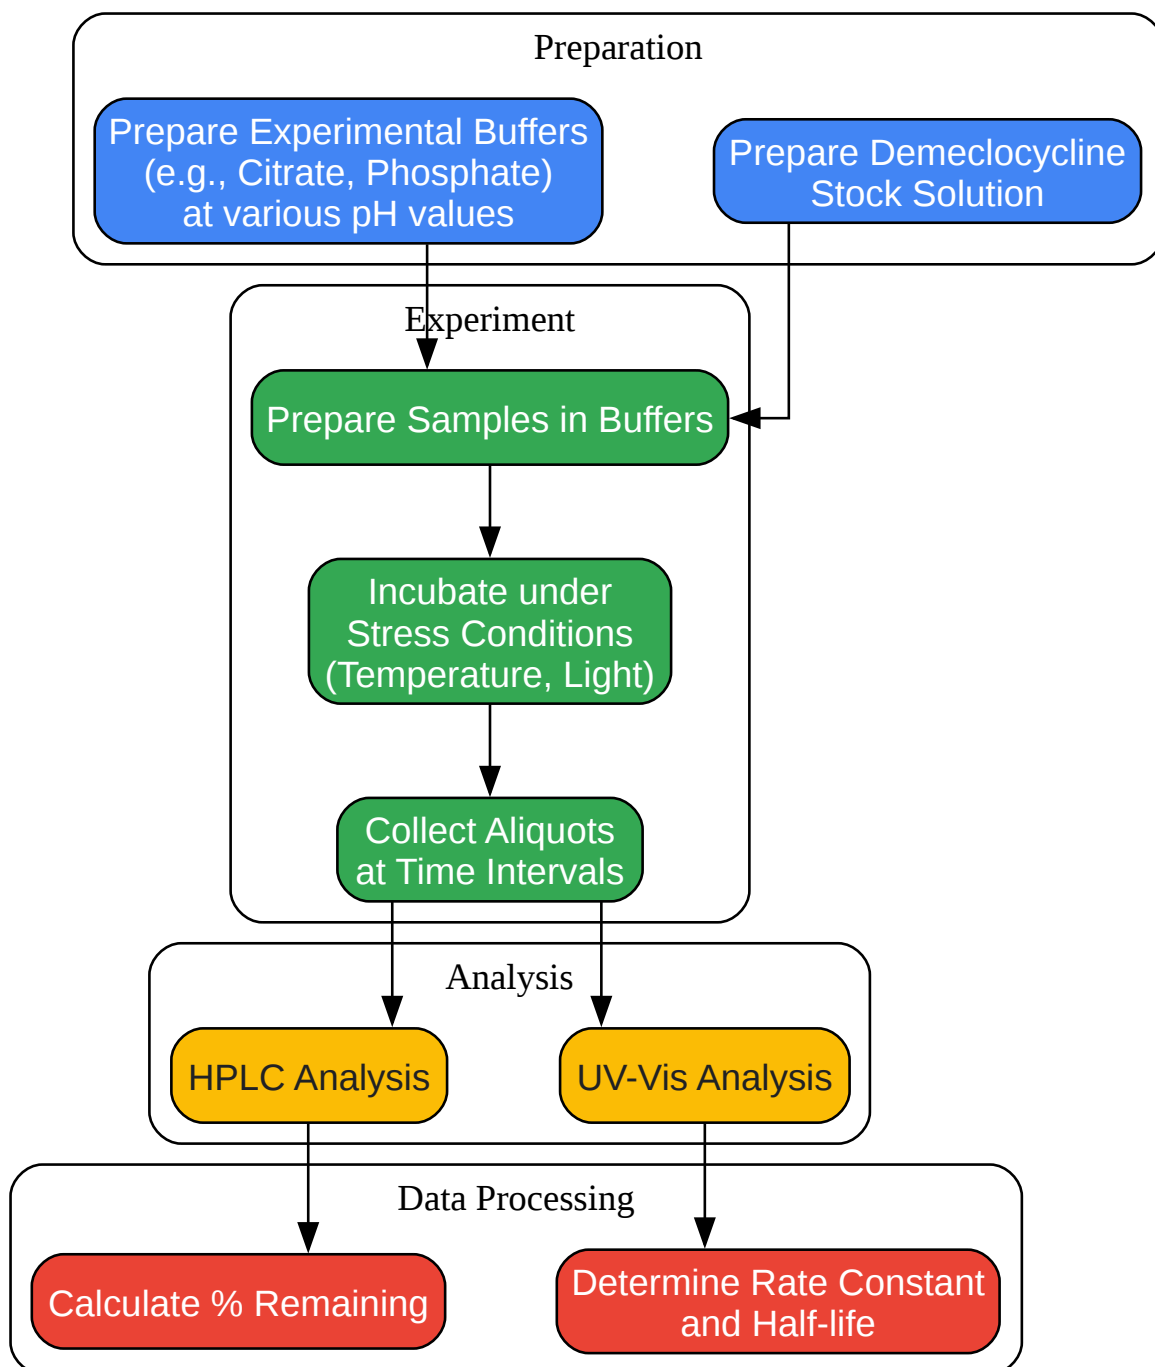 Preparation
Prepare Experimental Buffers
(e.g., Citrate, Phosphate)
at various pH values
Prepare Demeclocycline
Stock Solution
Experiment
Prepare Samples in Buffers
Incubate under
Stress Conditions
(Temperature, Light)
Collect Aliquots
at Time Intervals
Analysis
HPLC Analysis
UV-Vis Analysis
Data Processing
Calculate % Remaining
Determine Rate Constant
and Half-life